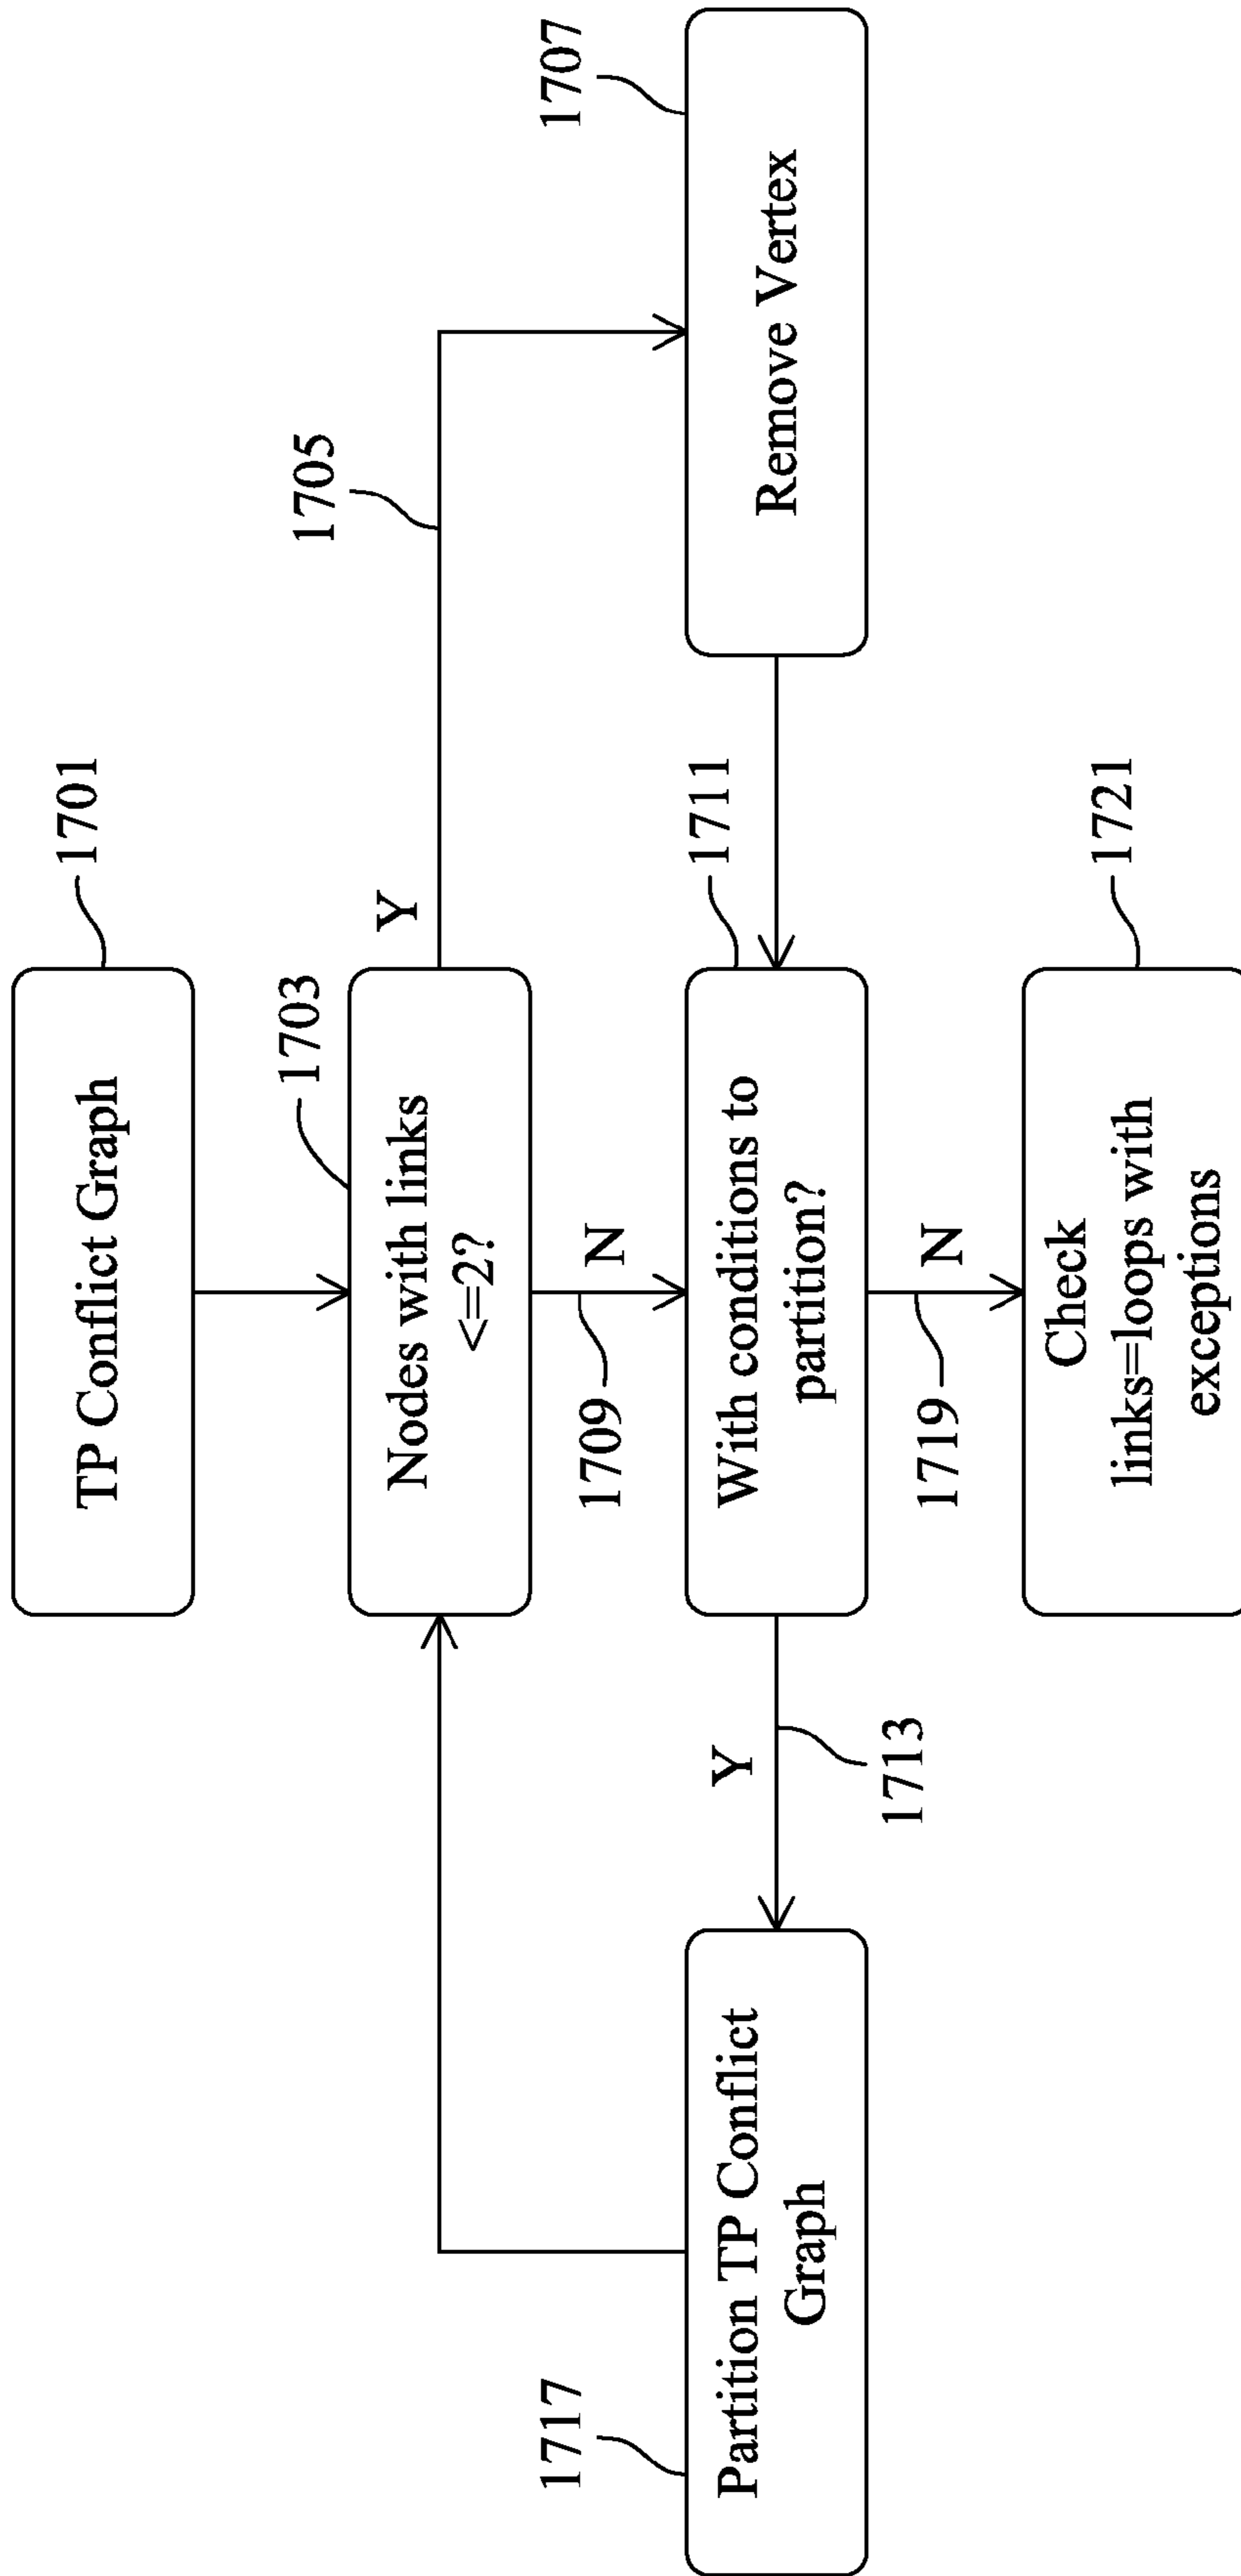 TP Conflict Graph
1701
1703
Nodes with links
<=2?
Y
1705
1707
Remove Vertex
1709
N
1711
With conditions to
partition?
Y
1713
1717
Partition TP Conflict
Graph
1719
N
1721
Check
links=loops with
exceptions